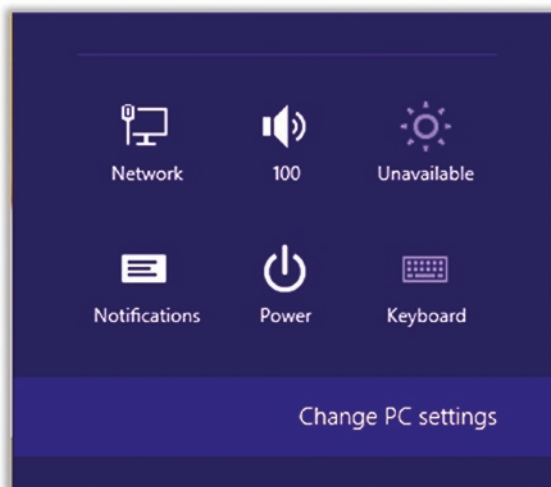 Network 100 Unavailable
Notifications Power Keyboard
Change PC settings